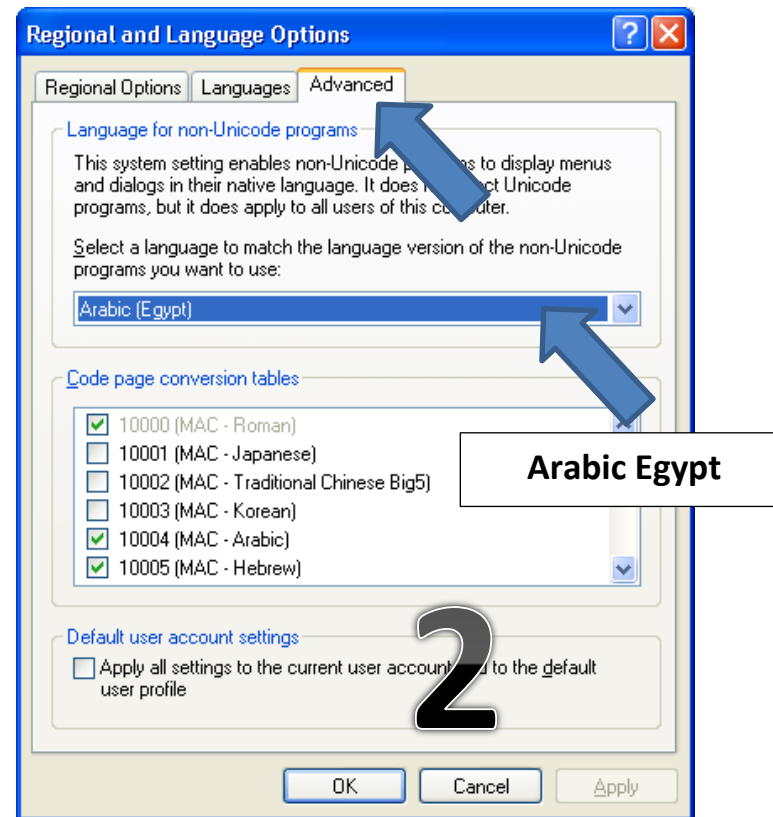 Regional and Language Options
Regional Options Languages Advanced
Language for non-Unicode programs
This system setting enables non-Unicode to display menus
and dialogs in their native language. It does Unicode
programs, but it does apply to all users of this computer.
Select a language to match the language version of the non-Unicode
programs you want to use:
Arabic (Egypt)
Code page conversion tables
10000 (MAC - Roman)
10001 (MAC - Japanese)
10002 (MAC - Traditional Chinese Big5)
10003 (MAC - Korean)
10004 (MAC - Arabic)
10005 (MAC - Hebrew)
Arabic Egypt
Default user account settings
Apply all settings to the current user account to the default
user profile
2
OK Cancel Apply